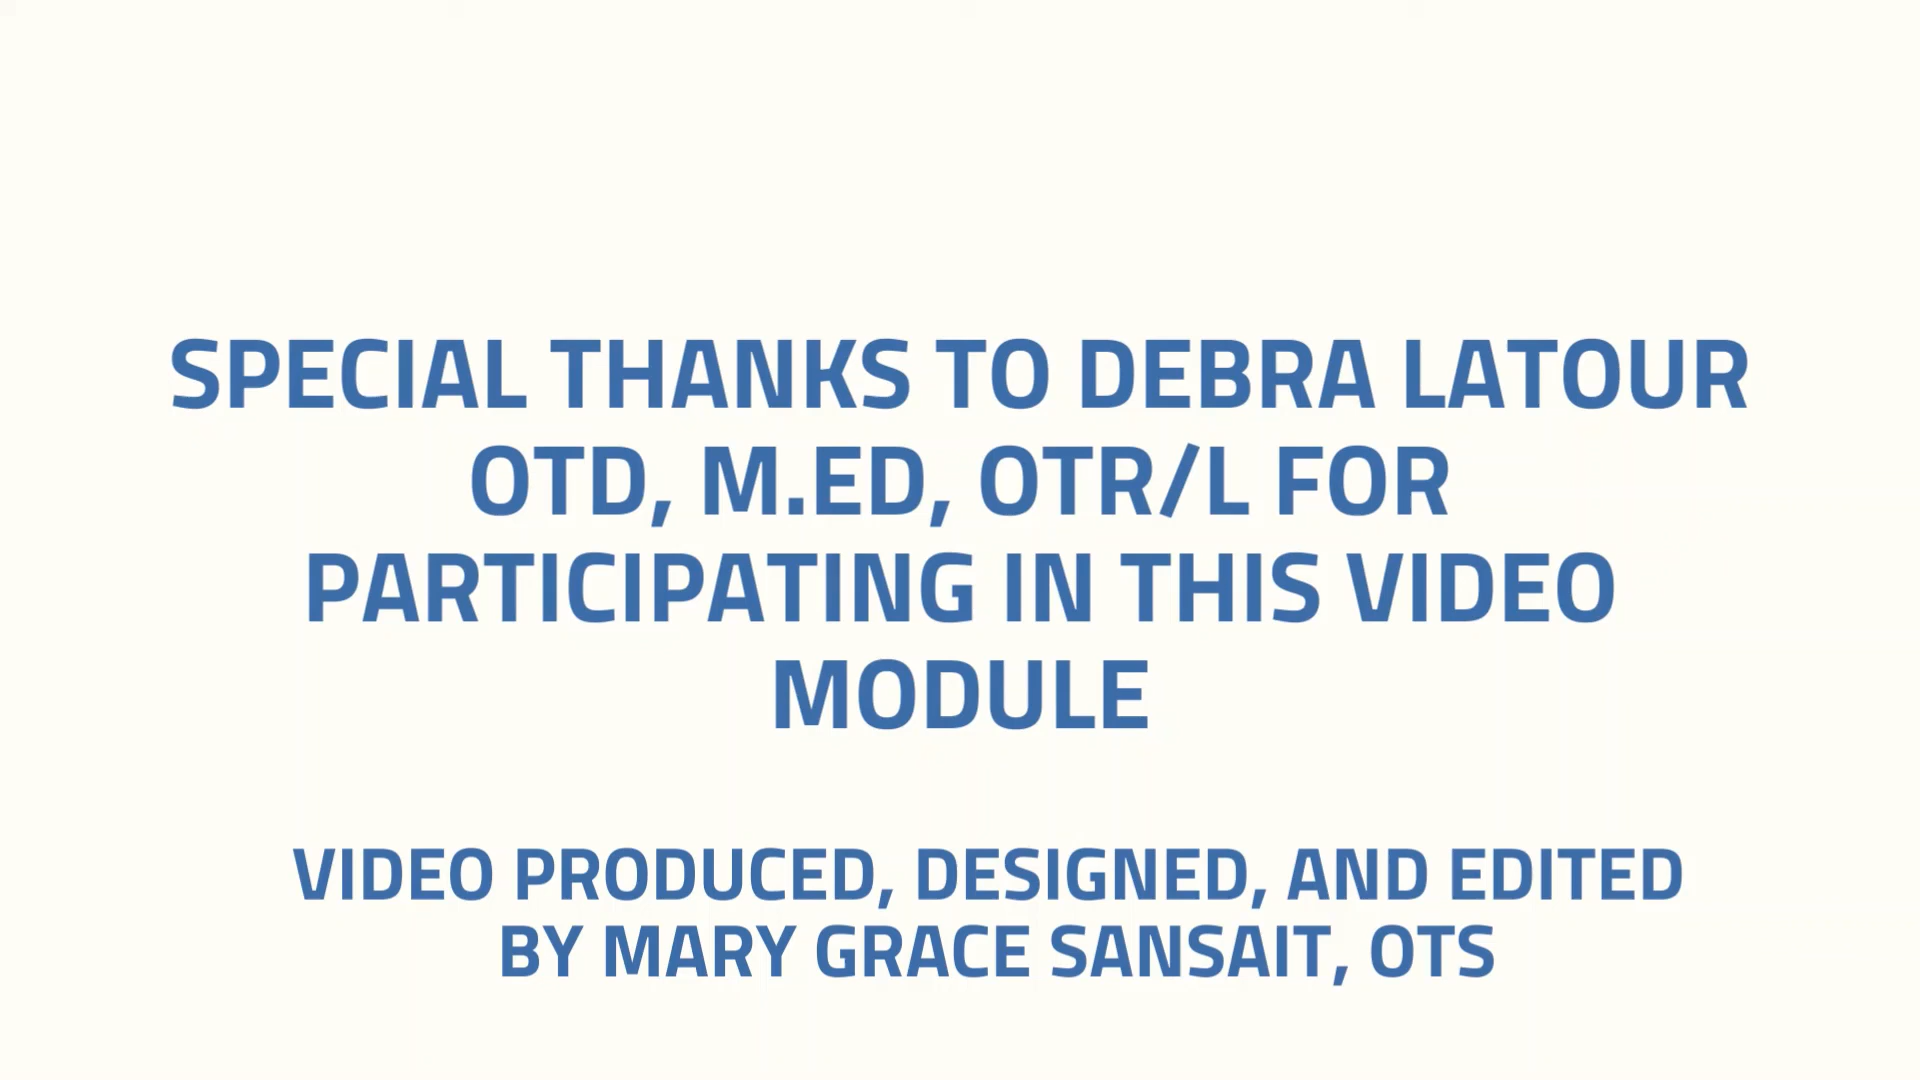 SPECIAL THANKS TO DEBRA LATOUR
OTD, M.ED, OTR/L FOR
PARTICIPATING IN THIS VIDEO
MODULE
VIDEO PRODUCED, DESIGNED, AND EDITED
BY MARY GRACE SANSAIT, OTS